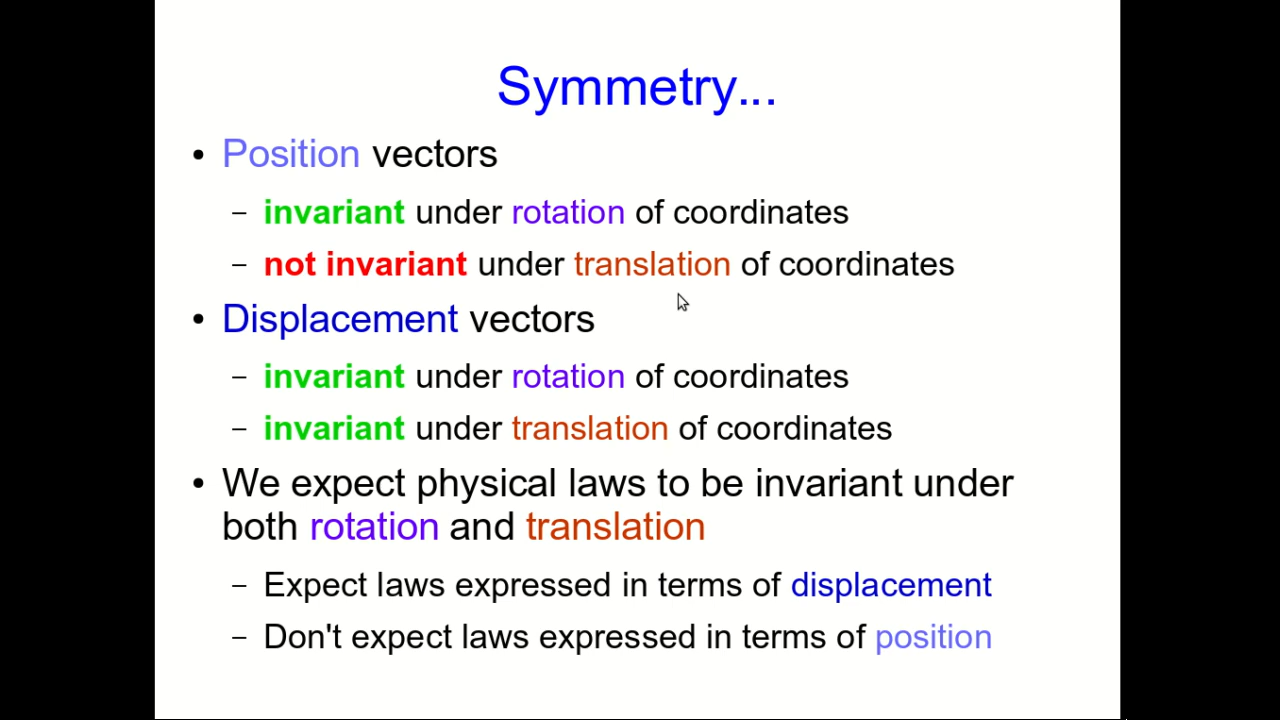 Symmetry...
• Position vectors
– invariant under rotation of coordinates
– not invariant under translation of coordinates
• Displacement vectors
– invariant under rotation of coordinates
– invariant under translation of coordinates
• We expect physical laws to be invariant under
both rotation and translation
– Expect laws expressed in terms of displacement
– Don't expect laws expressed in terms of position